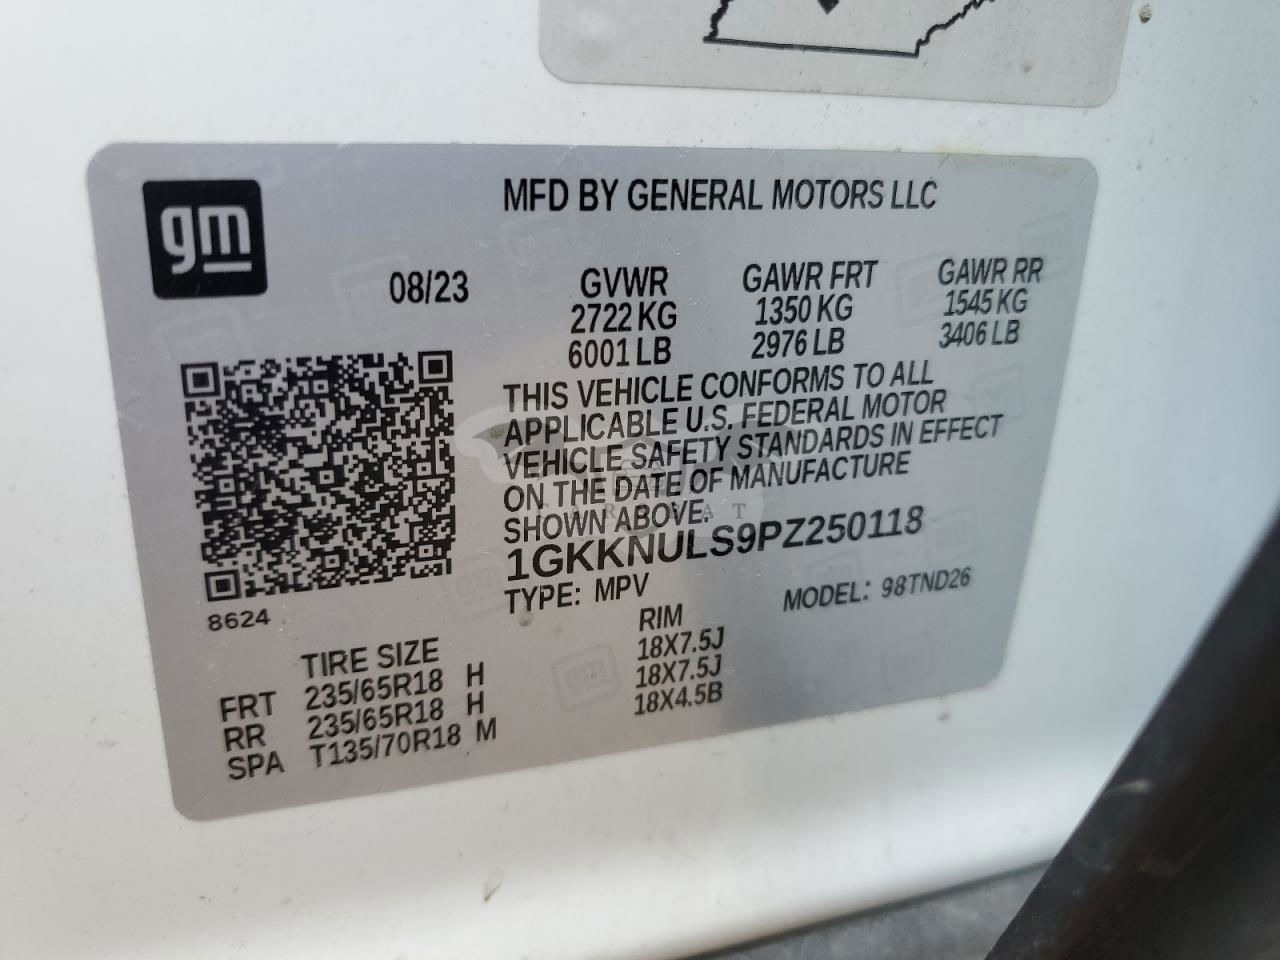 gm
MFD BY GENERAL MOTORS LLC
08/23 GVWR GAWR FRT GAWR RR
2722 KG 1350 KG 1545 KG
6001 LB 2976 LB 3406 LB
THIS VEHICLE CONFORMS TO ALL
APPLICABLE U.S. FEDERAL MOTOR
VEHICLE SAFETY STANDARDS IN EFFECT
ON THE DATE OF MANUFACTURE
SHOWN ABOVE.
1GKKNULS9PZ250118
TYPE: MPV MODEL: 98TND26
8624
TIRE SIZE RIM
FRT 235/65R18 H 18X7.5J
RR 235/65R18 H 18X7.5J
SPA T135/70R18 M 18X4.5B